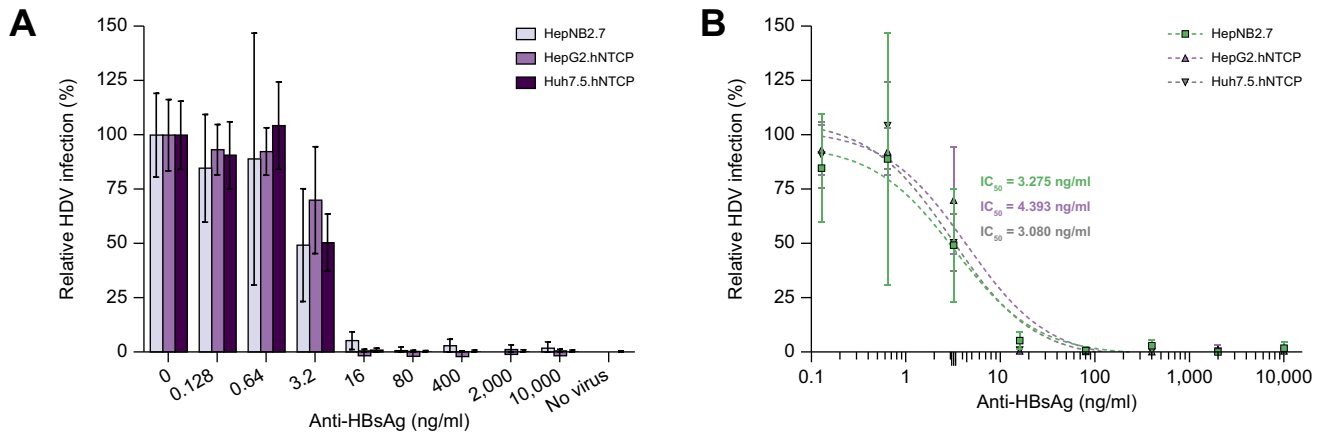 A
Relative HDV infection (%)
150
125
100
75
50
25
0
HepNB2.7
HepG2.hNTCP
Huh7.5.hNTCP
0
0.128
0.64
3.2
16
80
400
2,000
10,000
No virus
Anti-HBsAg (ng/ml)
B
Relative HDV infection (%)
150
125
100
75
50
25
0
HepNB2.7
HepG2.hNTCP
Huh7.5.hNTCP
IC50 = 3.275 ng/ml
IC50 = 4.393 ng/ml
IC50 = 3.080 ng/ml
0.1
1
10
100
1,000
10,000
Anti-HBsAg (ng/ml)